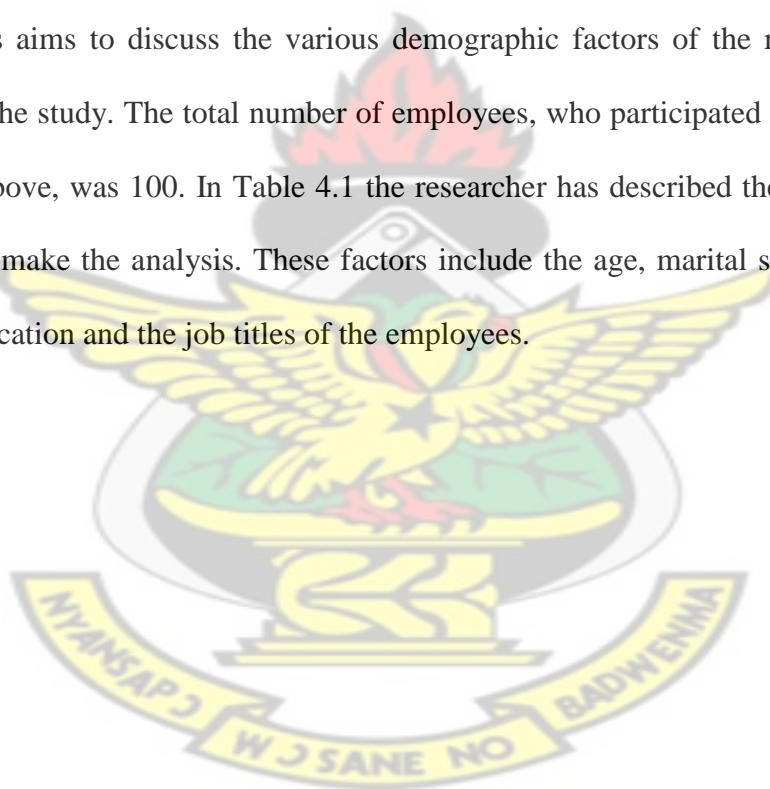 s aims to discuss the various demographic factors of the
he study. The total number of employees, who participated
bove, was 100. In Table 4.1 the researcher has described the
make the analysis. These factors include the age, marital s
cation and the job titles of the employees.
NYANSAPƆ
WƆSANE NO
BADWENMA